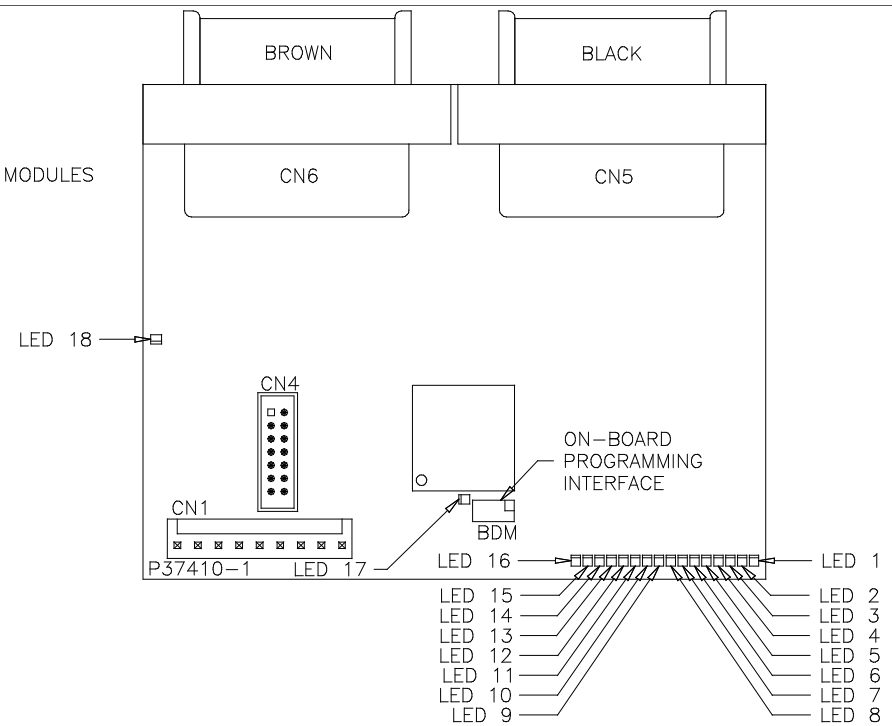 BROWN
BLACK
MODULES
CN6
CN5
LED 18
CN4
ON-BOARD
PROGRAMMING
INTERFACE
CN1
BDM
P37410-1
LED 17
LED 16
LED 1
LED 15
LED 2
LED 14
LED 3
LED 13
LED 4
LED 12
LED 5
LED 11
LED 6
LED 10
LED 7
LED 9
LED 8